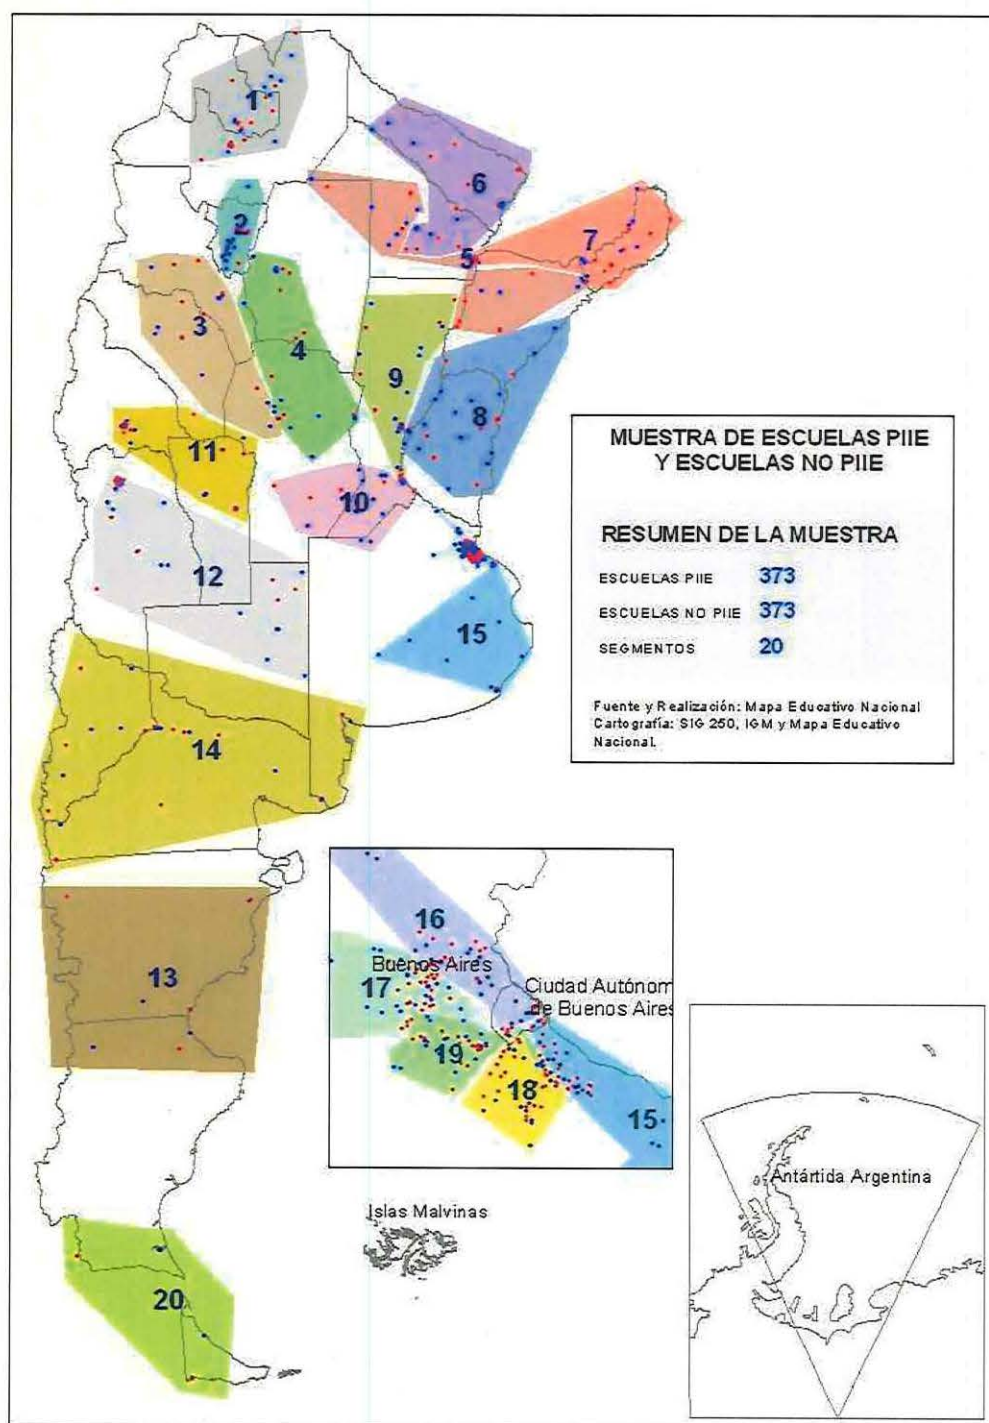 1
2
3
4
5
6
7
8
9
10
11
12
13
14
15
20
MUESTRA DE ESCUELAS PIIE
Y ESCUELAS NO PIIE
RESUMEN DE LA MUESTRA
ESCUELAS PIIE 373
ESCUELAS NO PIIE 373
SEGMENTOS 20
Fuente y Realización: Mapa Educativo Nacional
Cartografía: SIG 250, IGM y Mapa Educativo
Nacional.
16
Buenos Aires
17
Ciudad Autónom
de Buenos Aires
19
18
15
Islas Malvinas
Antártida Argentina